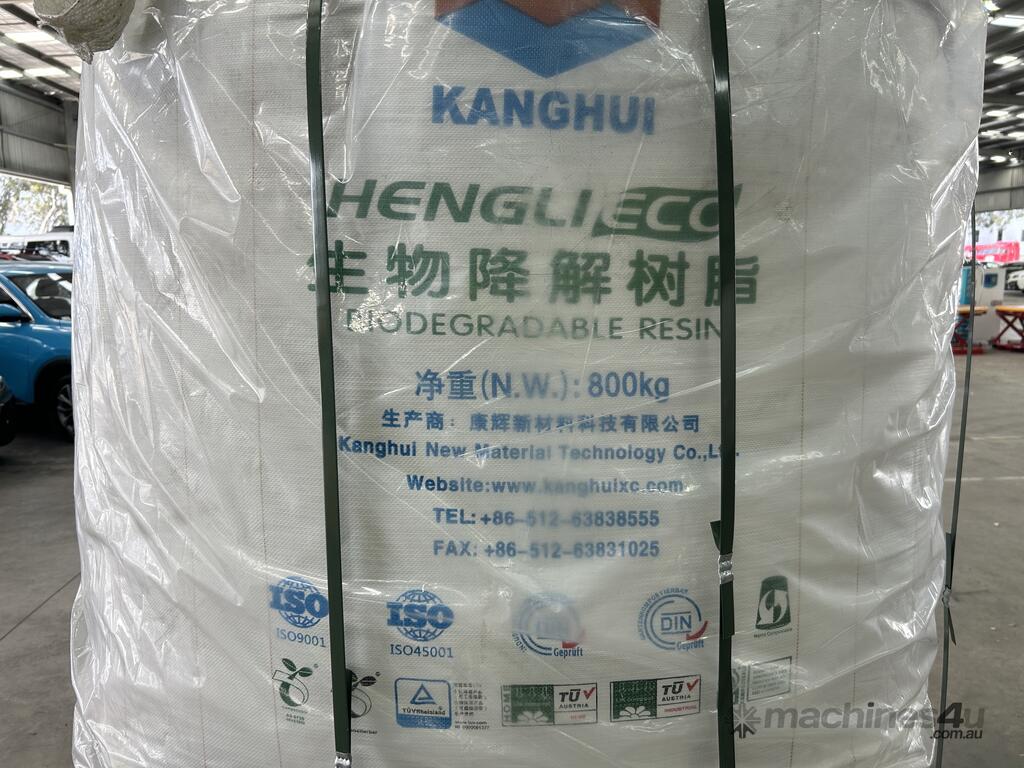 KANGHUI
HENGLI ECO
生物降解树脂
BIODEGRADABLE RESIN
净重(N.W.): 800kg
生产商: 康辉新材料科技有限公司
Kanghui New Material Technology Co.,Lt.
Website:www.kanghuixc.com
TEL: +86-512-63838555
FAX: +86-512-63831025
ISO ISO DIN
ISO9001 ISO45001 Geprüft Geprüft
TÜVRheinland
TÜV AUSTRIA HOME
TÜV AUSTRIA INDUSTRIAL
machines4u
.com.au